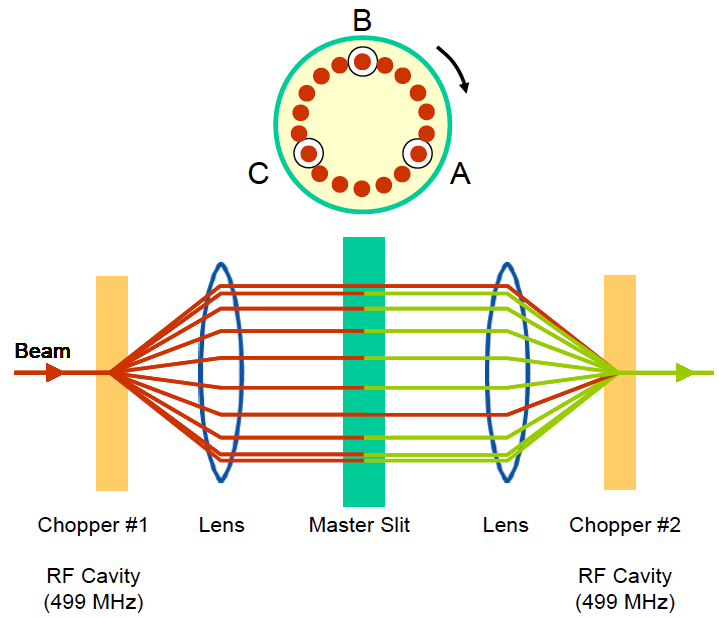 B
C
A
Beam
Chopper #1
Lens
Master Slit
Lens
Chopper #2
RF Cavity
(499 MHz)
RF Cavity
(499 MHz)